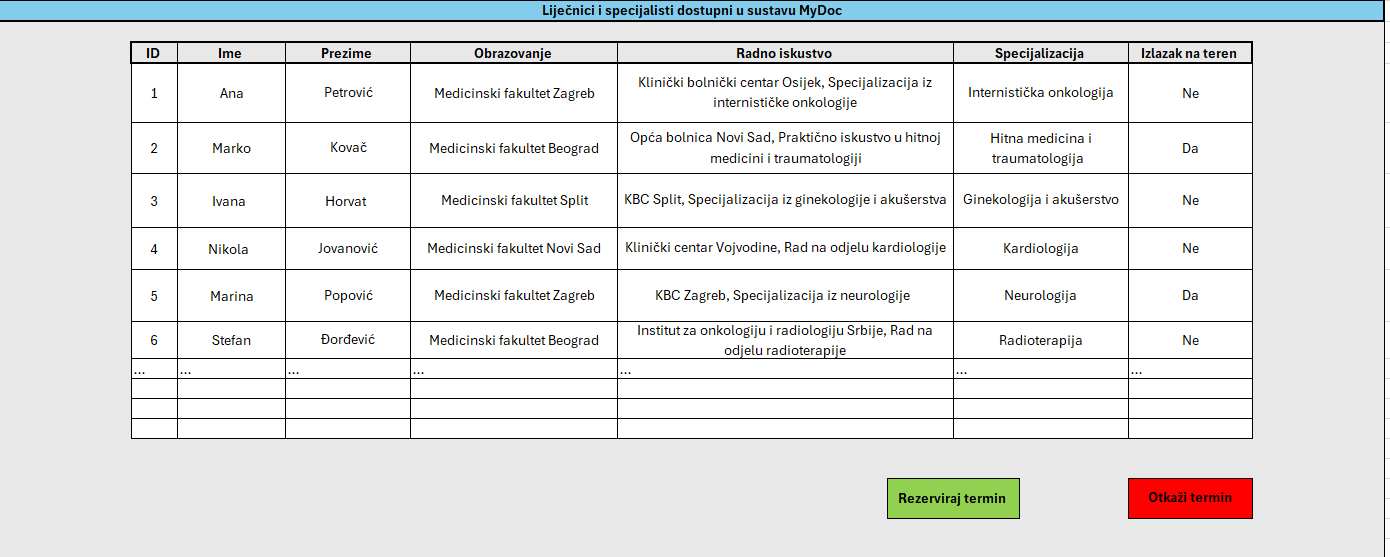 Liječnici i specijalisti dostupni u sustavu MyDoc
ID Ime Prezime Obrazovanje Radno iskustvo Specijalizacija Izlazak na teren
1 Ana Petrović Medicinski fakultet Zagreb Klinički bolnički centar Osijek, Specijalizacija iz internističke onkologije Internistička onkologija Ne
2 Marko Kovač Medicinski fakultet Beograd Opća bolnica Novi Sad, Praktično iskustvo u hitnoj medicini i traumatologiji Hitna medicina i traumatologija Da
3 Ivana Horvat Medicinski fakultet Split KBC Split, Specijalizacija iz ginekologije i akušerstva Ginekologija i akušerstvo Ne
4 Nikola Jovanović Medicinski fakultet Novi Sad Klinički centar Vojvodine, Rad na odjelu kardiologije Kardiologija Ne
5 Marina Popović Medicinski fakultet Zagreb KBC Zagreb, Specijalizacija iz neurologije Neurologija Da
6 Stefan Đorđević Medicinski fakultet Beograd Institut za onkologiju i radiologiju Srbije, Rad na odjelu radioterapije Radioterapija Ne
... ... ... ... ... ... ...
Rezerviraj termin Otkaži termin